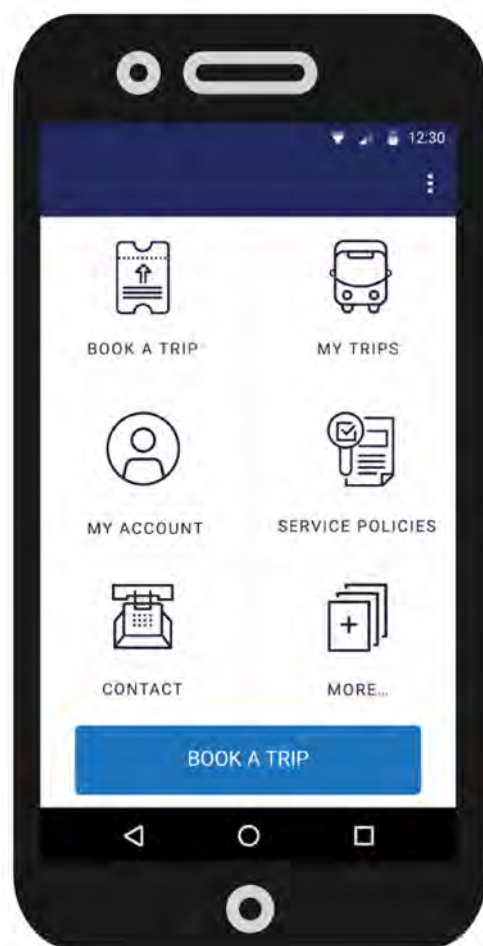 12:30
BOOK A TRIP
MY TRIPS
MY ACCOUNT
SERVICE POLICIES
CONTACT
MORE...
BOOK A TRIP